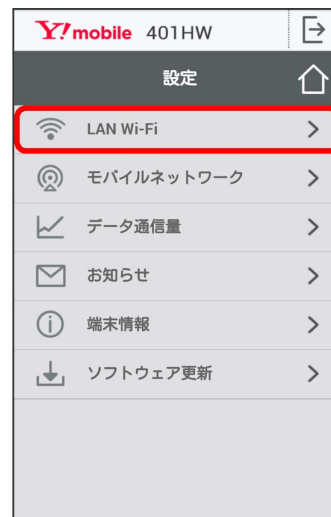 Y!mobile 401HW
設定
LAN Wi-Fi
モバイルネットワーク
データ通信量
お知らせ
端末情報
ソフトウェア更新